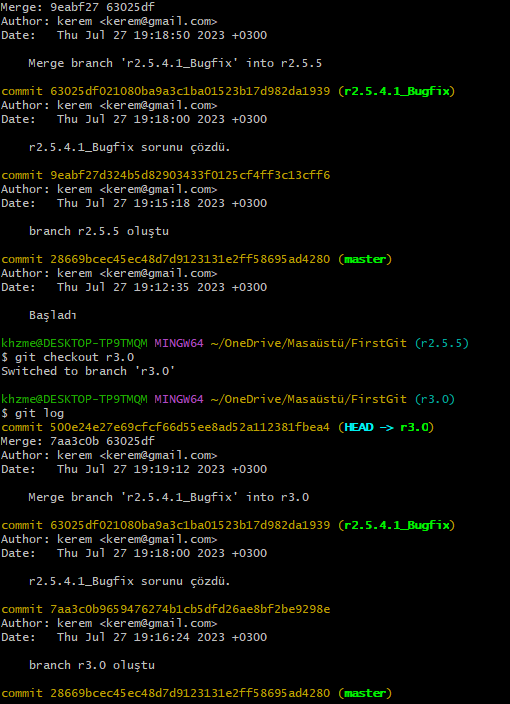 Merge: 9eabf27 63025df
Author: kerem <kerem@gmail.com>
Date:   Thu Jul 27 19:18:50 2023 +0300
Merge branch 'r2.5.4.1_Bugfix' into r2.5.5
commit 63025df021080ba9a3c1ba01523b17d982da1939 (r2.5.4.1_Bugfix)
Author: kerem <kerem@gmail.com>
Date:   Thu Jul 27 19:18:00 2023 +0300
r2.5.4.1_Bugfix sorunu çözdü.
commit 9eabf27d324b5d82903433f0125cf4ff3c13cff6
Author: kerem <kerem@gmail.com>
Date:   Thu Jul 27 19:15:18 2023 +0300
branch r2.5.5 oluştu
commit 28669bcec45ec48d7d9123131e2ff58695ad4280 (master)
Author: kerem <kerem@gmail.com>
Date:   Thu Jul 27 19:12:35 2023 +0300
Başladı
khzme@DESKTOP-TP9TMQM MINGW64 ~/OneDrive/Masaüstü/FirstGit (r2.5.5)
$ git checkout r3.0
Switched to branch 'r3.0'
khzme@DESKTOP-TP9TMQM MINGW64 ~/OneDrive/Masaüstü/FirstGit (r3.0)
$ git log
commit 500e24e27e69cfcf66d55ee8ad52a112381fbea4 (HEAD -> r3.0)
Merge: 7aa3c0b 63025df
Author: kerem <kerem@gmail.com>
Date:   Thu Jul 27 19:19:12 2023 +0300
Merge branch 'r2.5.4.1_Bugfix' into r3.0
commit 63025df021080ba9a3c1ba01523b17d982da1939 (r2.5.4.1_Bugfix)
Author: kerem <kerem@gmail.com>
Date:   Thu Jul 27 19:18:00 2023 +0300
r2.5.4.1_Bugfix sorunu çözdü.
commit 7aa3c0b9659476274b1cb5dfd26ae8bf2be9298e
Author: kerem <kerem@gmail.com>
Date:   Thu Jul 27 19:16:24 2023 +0300
branch r3.0 oluştu
commit 28669bcec45ec48d7d9123131e2ff58695ad4280 (master)